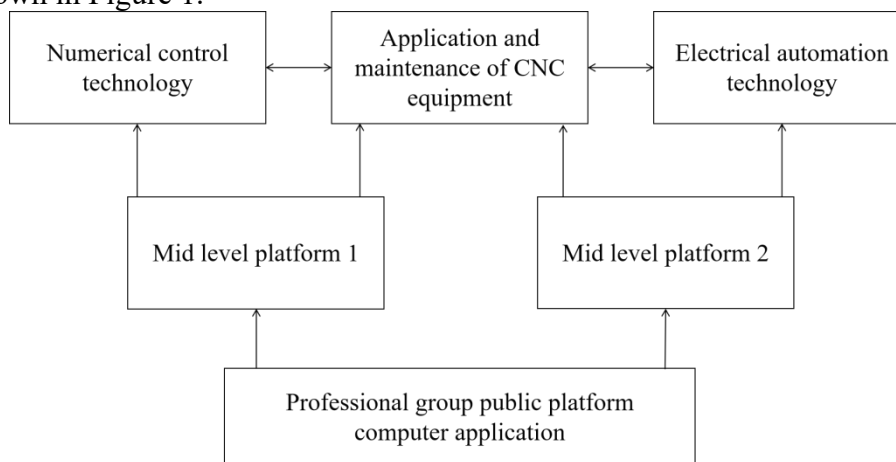 own in Figure 1.
Numerical control
technology
Application and
maintenance of CNC
equipment
Electrical automation
technology
Mid level platform 1
Mid level platform 2
Professional group public platform
computer application